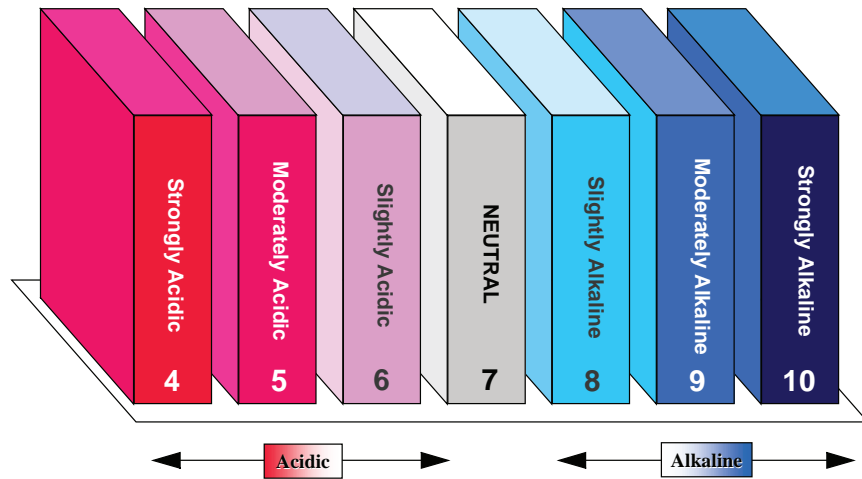 Strongly Acidic
4
Moderately Acidic
5
Slightly Acidic
6
NEUTRAL
7
Slightly Alkaline
8
Moderately Alkaline
9
Strongly Alkaline
10
Acidic
Alkaline